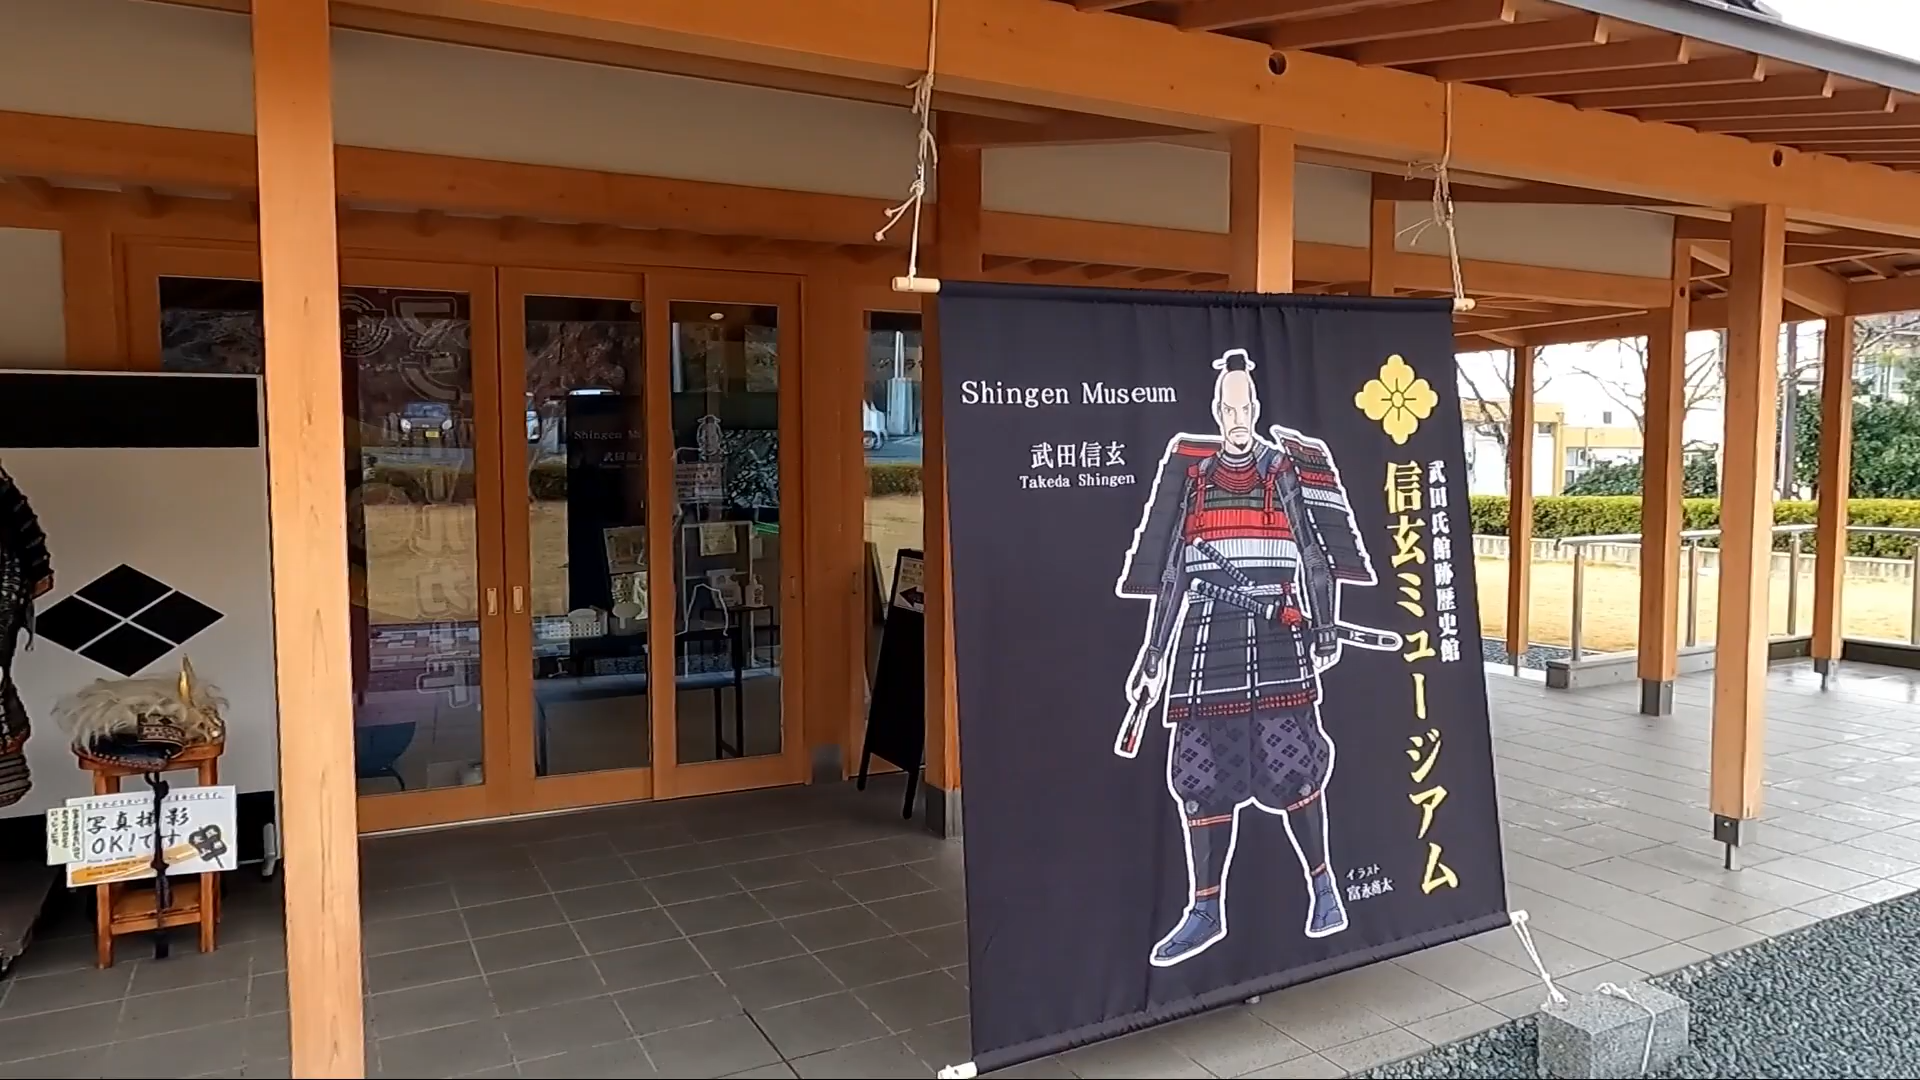 Shingen Museum
武田信玄
Takeda Shingen
武田氏館跡歴史館
信玄ミュージアム
イラスト
富永商太
写真撮影
OK!です